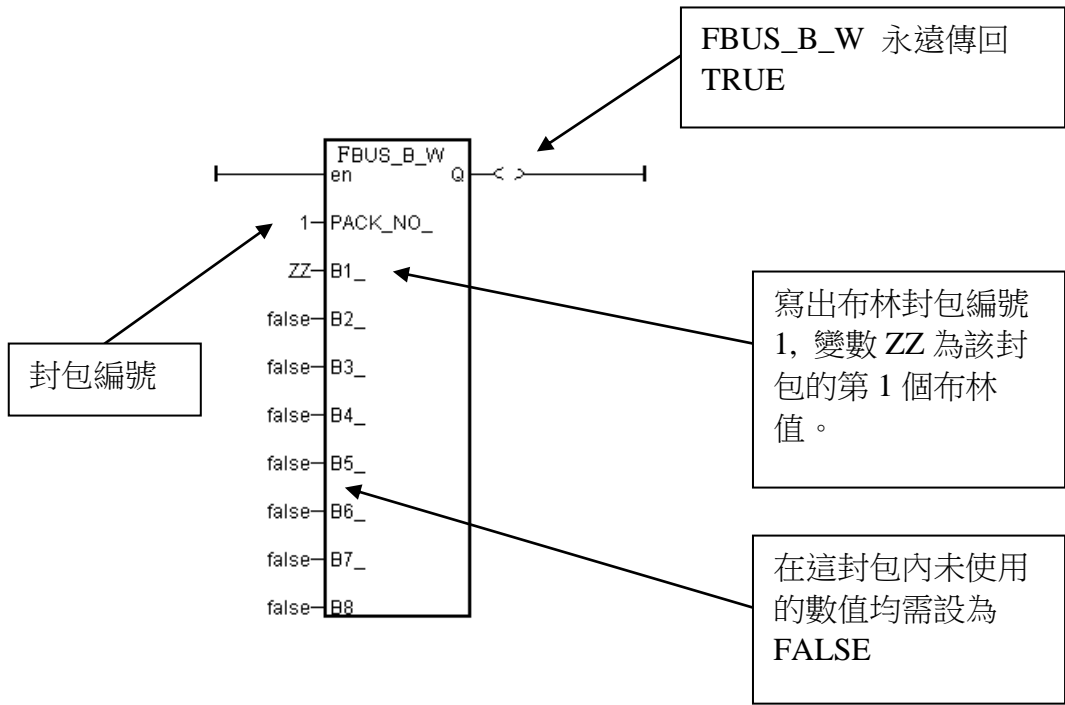 FBUS_B_W 永遠傳回
TRUE
FBUS_B_W
en Q
1 PACK_NO_
ZZ B1_
false B2_
false B3_
false B4_
false B5_
false B6_
false B7_
false B8
封包編號
寫出布林封包編號
1, 變數 ZZ 為該封
包的第 1 個布林
值。
在這封包內未使用
的數值均需設為
FALSE